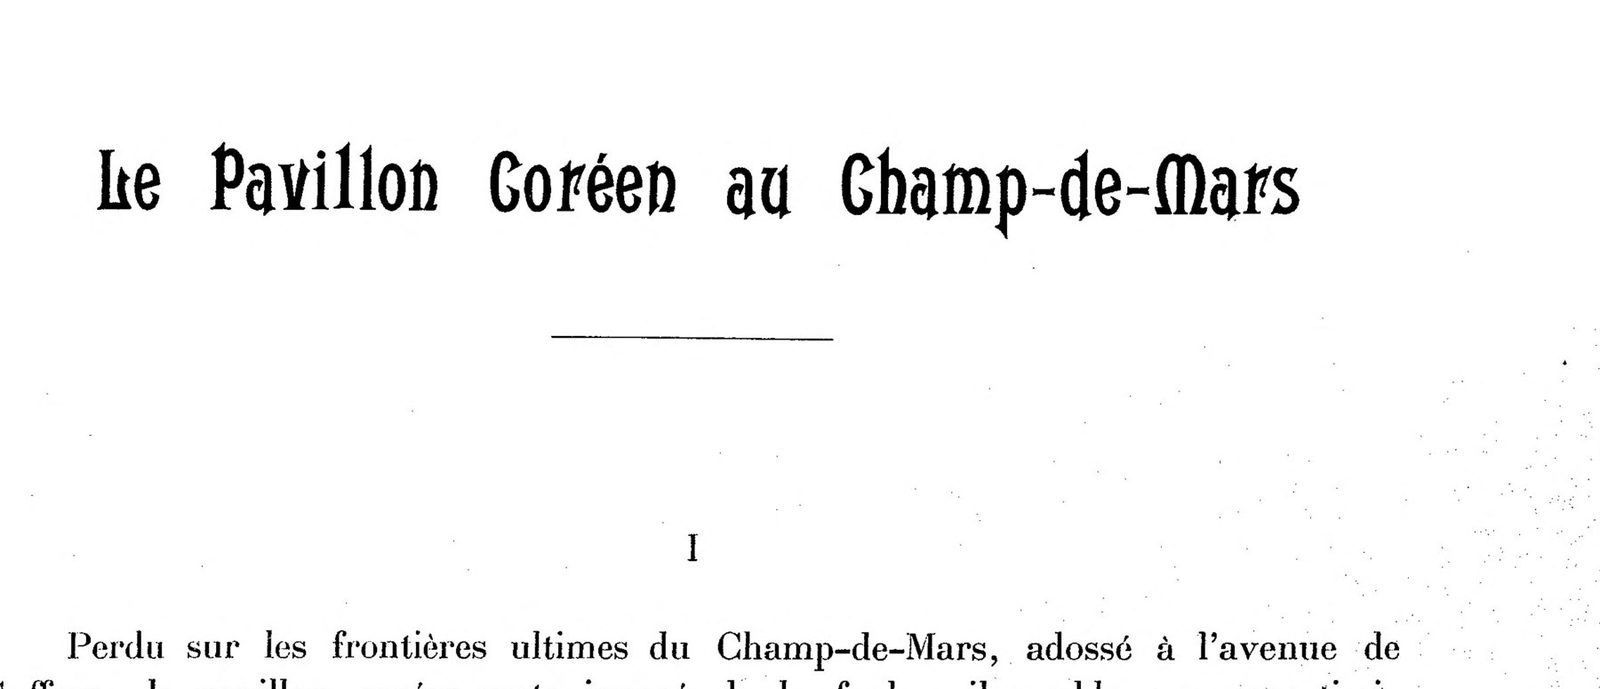 Le Pavillon Coréen au Champ-de-Mars
I
Perdu sur les frontières ultimes du Champ-de-Mars, adossé à l'avenue de